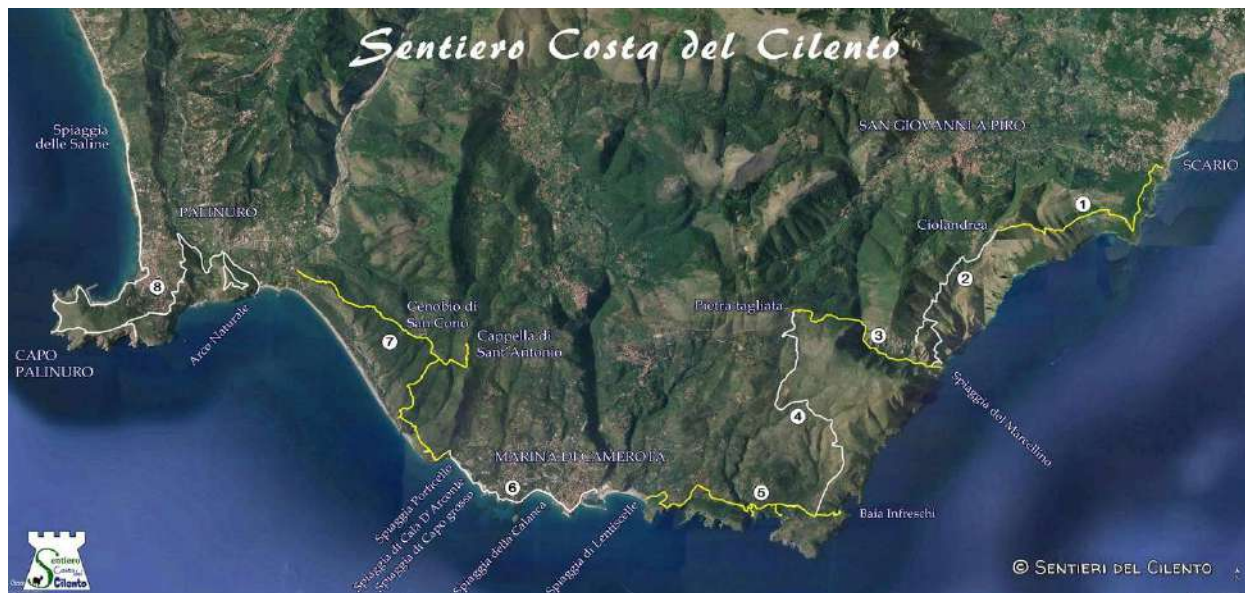 Sentiero Costa del Cilento
Spiaggia
delle Saline
SAN GIOVANNI A PIRO
SCARIO
1
PALINURO
Ciolandrea
2
8
Cenobio di
San Cono
Pietra tagliata
Arco Naturale
7
Cappella di
Sant'Antonio
3
CAPO
PALINURO
Spiaggia del Marcellino
4
MARINA DI CAMEROTA
6
5
Spiaggia Porticello
Spiaggia di Cala D'Arconte
Spiaggia di Capo grosso
Spiaggia della Calanca
Spiaggia di Lentiscelle
Baia Infreschi
Sentiero
Costa del
Cilento
© SENTIERI DEL CILENTO